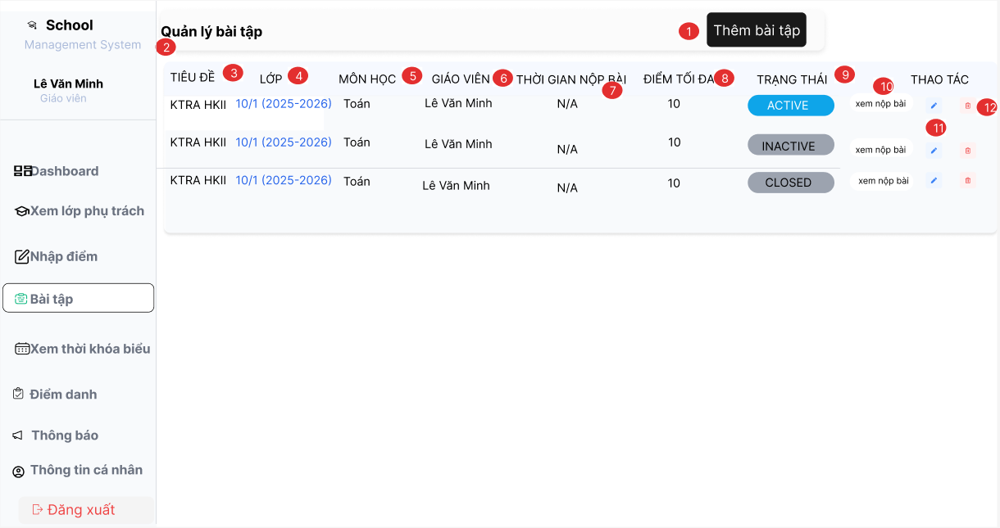 School
Management System
Lê Văn Minh
Giáo viên
Dashboard
Xem lớp phụ trách
Nhập điểm
Bài tập
Xem thời khóa biểu
Điểm danh
Thông báo
Thông tin cá nhân
Đăng xuất
Quản lý bài tập 1 Thêm bài tập
2
TIÊU ĐỀ 3 LỚP 4 MÔN HỌC 5 GIÁO VIÊN 6 THỜI GIAN NỘP BÀI 7 ĐIỂM TỐI ĐA 8 TRẠNG THÁI 9 10 THAO TÁC
KTRA HKII 10/1 (2025-2026) Toán Lê Văn Minh N/A 10 ACTIVE xem nộp bài 12
11
KTRA HKII 10/1 (2025-2026) Toán Lê Văn Minh N/A 10 INACTIVE xem nộp bài
KTRA HKII 10/1 (2025-2026) Toán Lê Văn Minh N/A 10 CLOSED xem nộp bài